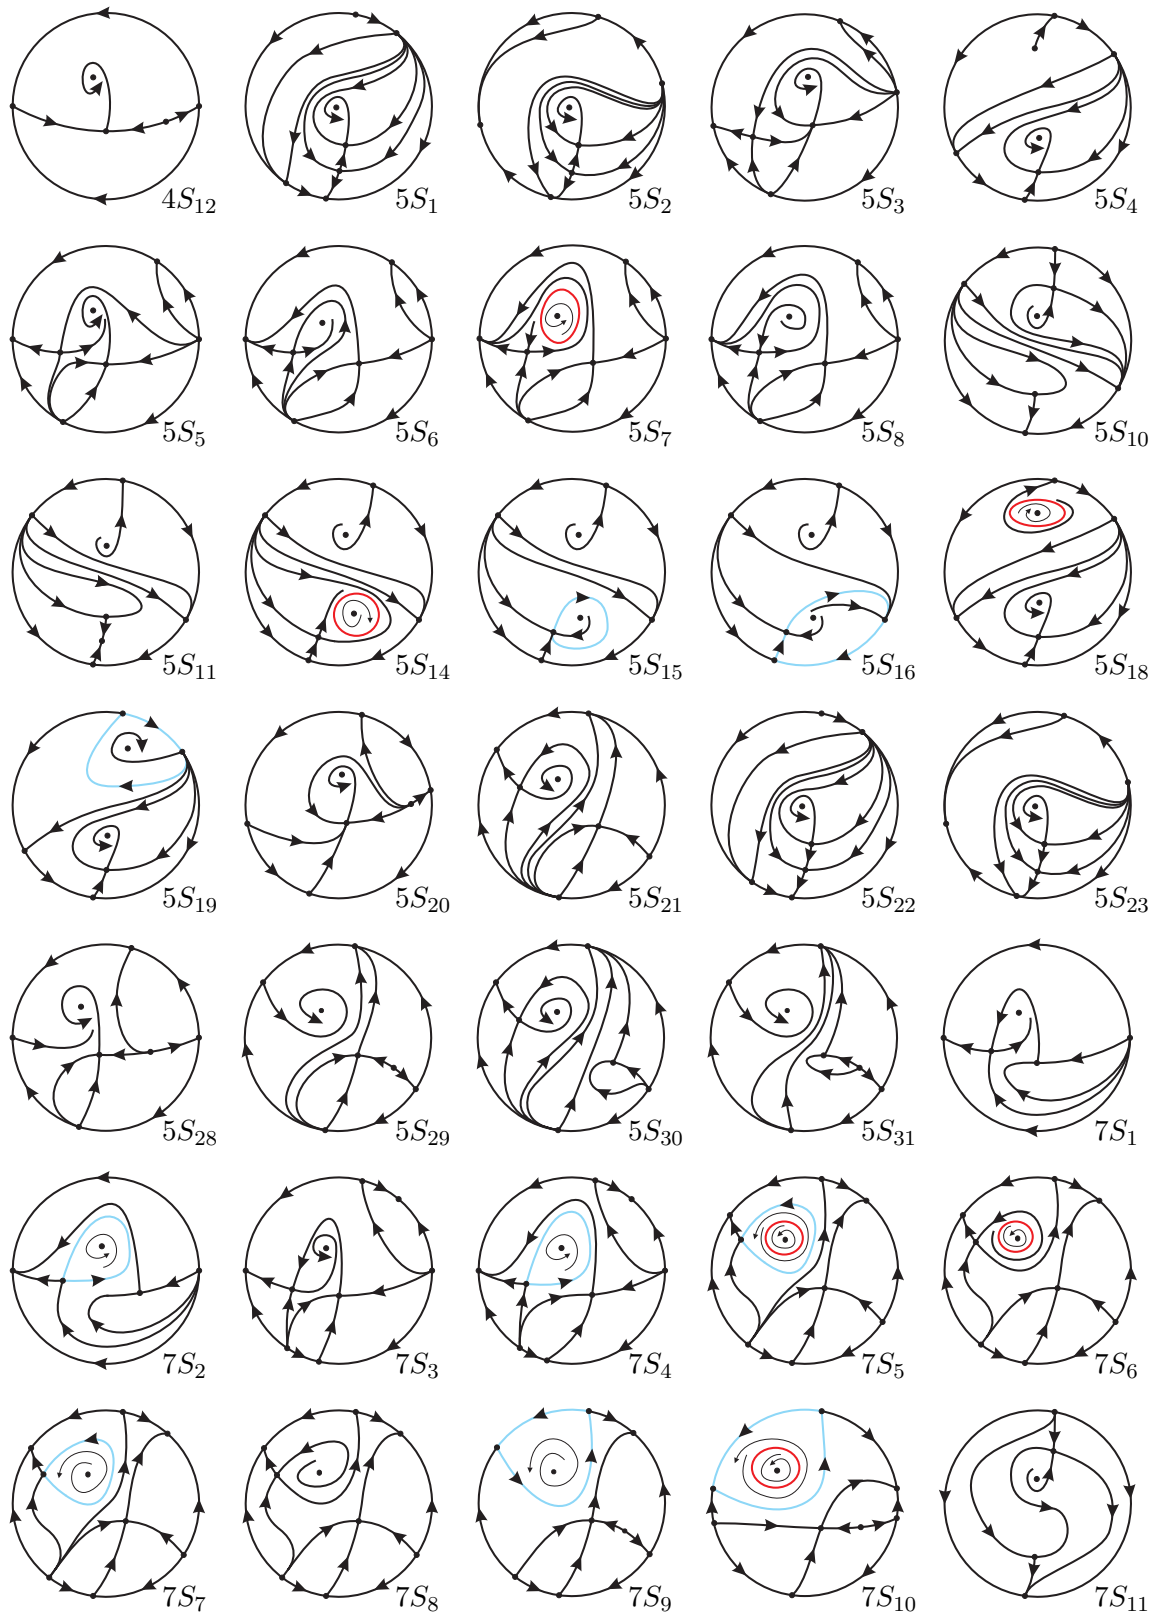 4S₁₂ 5S₁ 5S₂ 5S₃ 5S₄
5S₅ 5S₆ 5S₇ 5S₈ 5S₁₀
5S₁₁ 5S₁₄ 5S₁₅ 5S₁₆ 5S₁₈
5S₁₉ 5S₂₀ 5S₂₁ 5S₂₂ 5S₂₃
5S₂₈ 5S₂₉ 5S₃₀ 5S₃₁ 7S₁
7S₂ 7S₃ 7S₄ 7S₅ 7S₆
7S₇ 7S₈ 7S₉ 7S₁₀ 7S₁₁